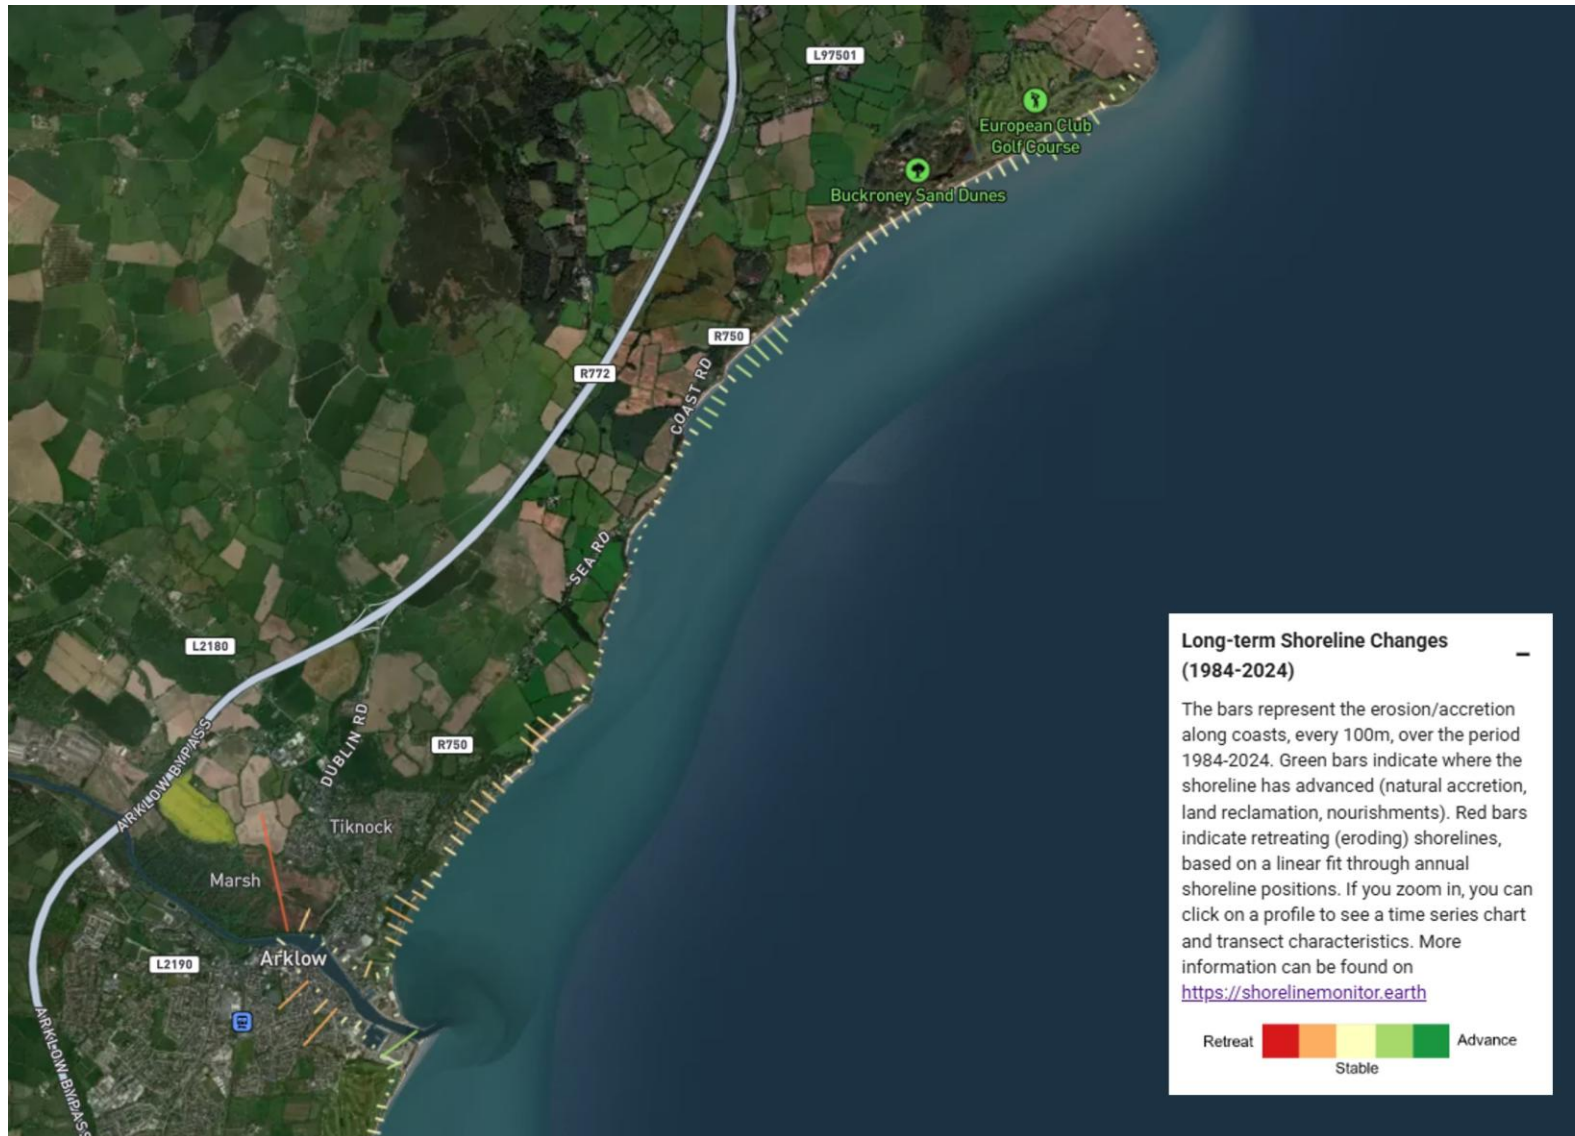 L97501
European Club
Golf Course
Buckroney Sand Dunes
R750
R772
COAST RD
SEA RD
L2180
DUBLIN RD
R750
ARKLOW BYPASS
Tiknock
Marsh
Arklow
L2190
ARKLOW BYPASS
Long-term Shoreline Changes
(1984-2024)
The bars represent the erosion/accretion
along coasts, every 100m, over the period
1984-2024. Green bars indicate where the
shoreline has advanced (natural accretion,
land reclamation, nourishments). Red bars
indicate retreating (eroding) shorelines,
based on a linear fit through annual
shoreline positions. If you zoom in, you can
click on a profile to see a time series chart
and transect characteristics. More
information can be found on
https://shorelinemonitor.earth
Retreat
Advance
Stable